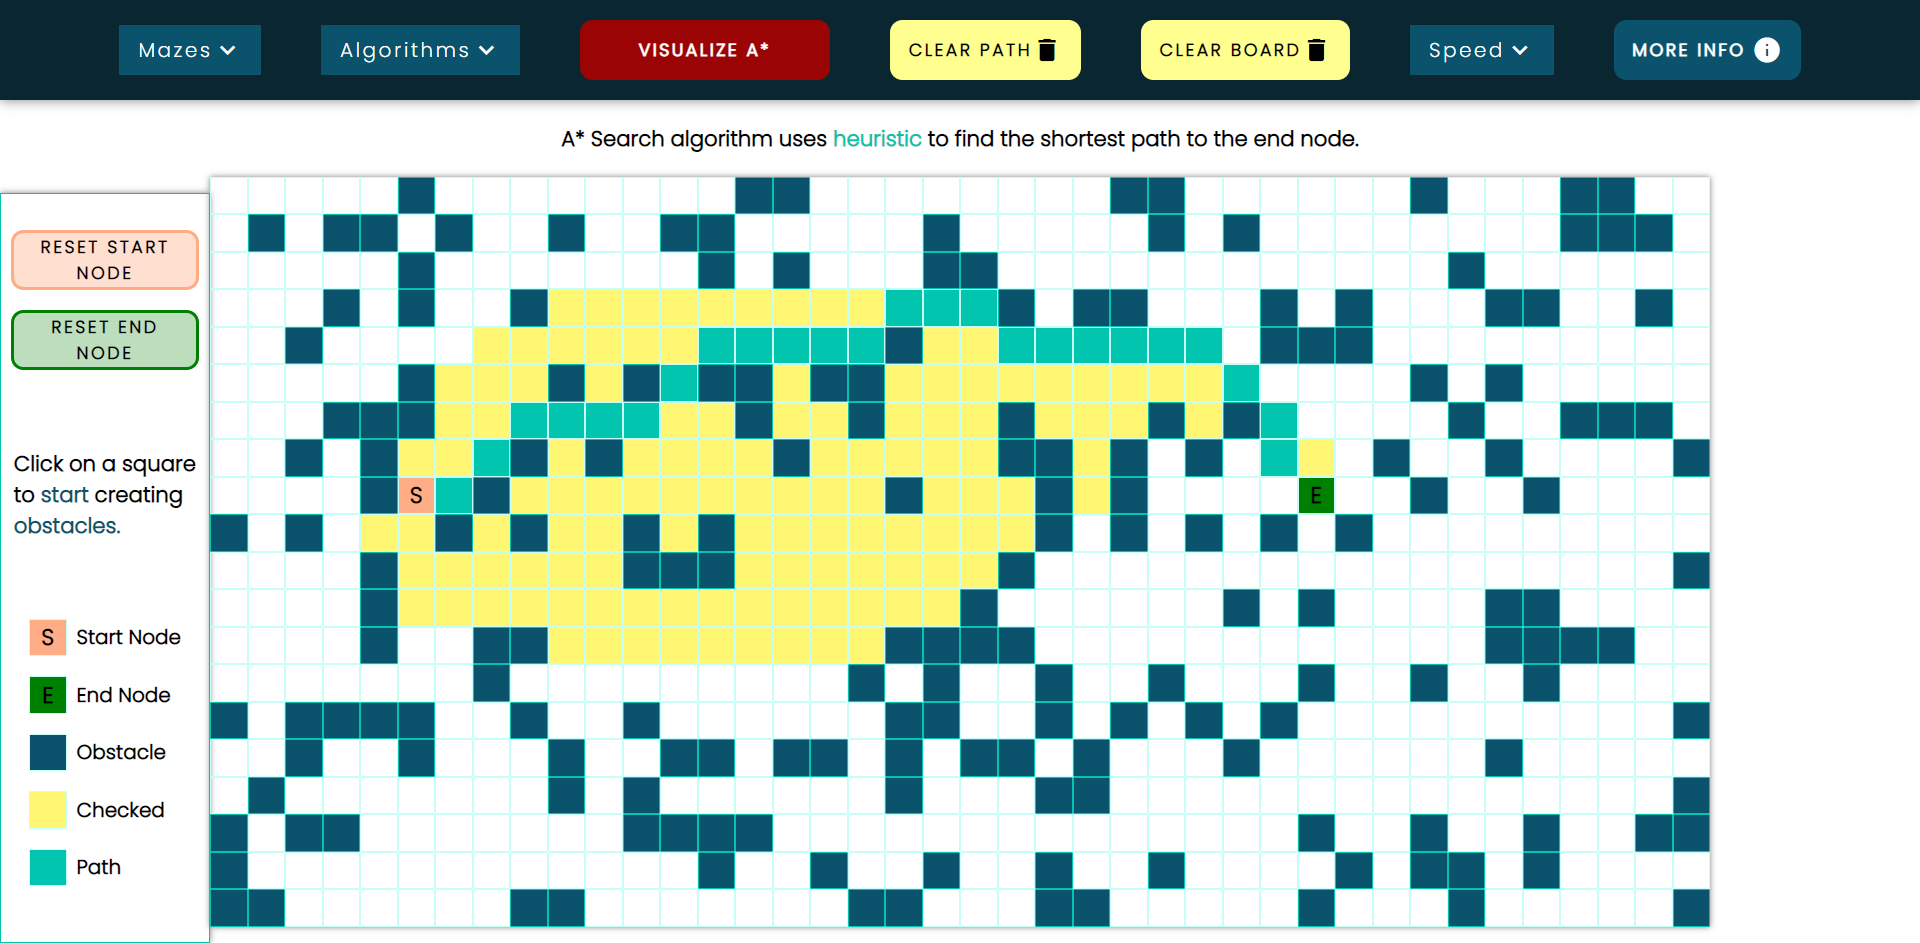 Mazes
Algorithms
VISUALIZE A*
CLEAR PATH
CLEAR BOARD
Speed
MORE INFO i
A* Search algorithm uses heuristic to find the shortest path to the end node.
RESET START
NODE
RESET END
NODE
Click on a square
to start creating
obstacles.
S
E
S Start Node
E End Node
Obstacle
Checked
Path